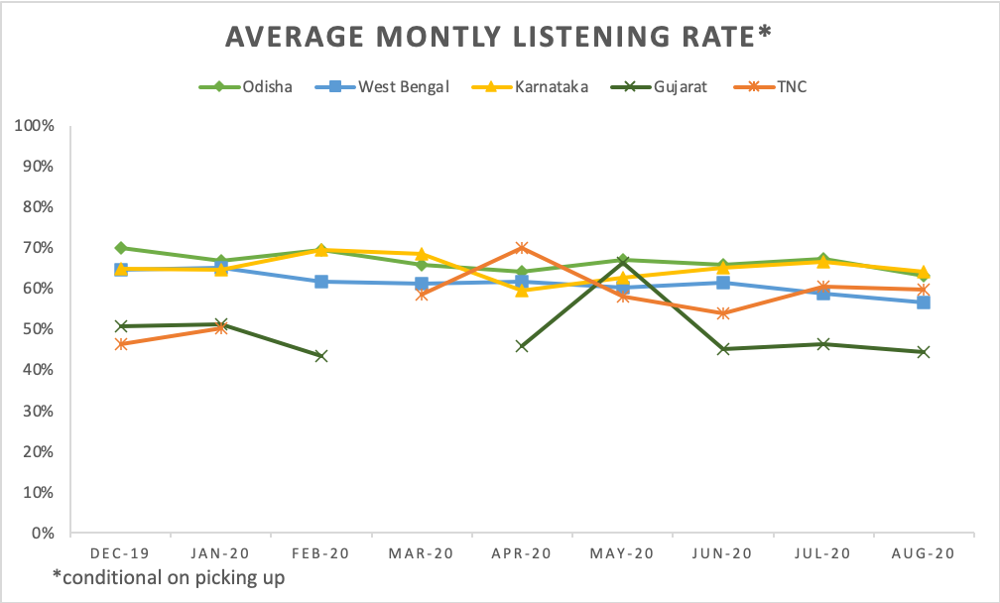 AVERAGE MONTLY LISTENING RATE*
Odisha West Bengal Karnataka Gujarat TNC
100%
90%
80%
70%
60%
50%
40%
30%
20%
10%
0%
DEC-19 JAN-20 FEB-20 MAR-20 APR-20 MAY-20 JUN-20 JUL-20 AUG-20
*conditional on picking up